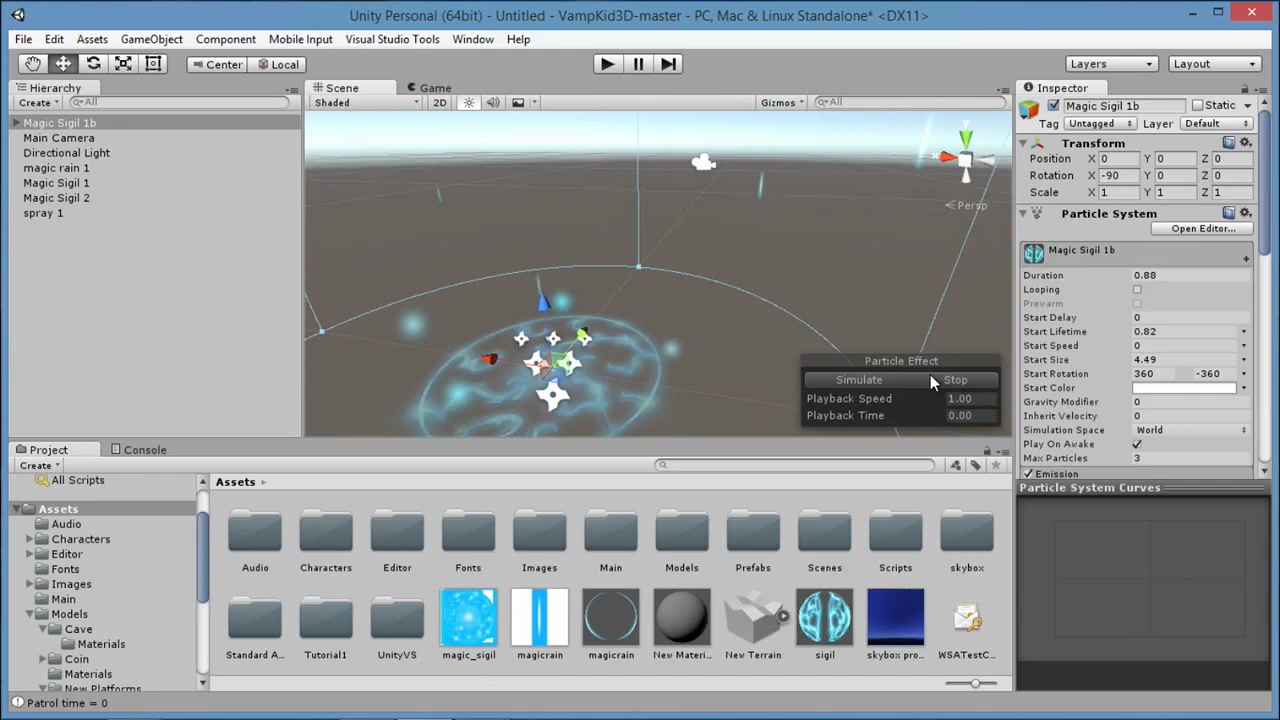 Unity Personal (64bit) - Untitled - VampKid3D-master - PC, Mac & Linux Standalone* <DX11>
File Edit Assets GameObject Component Mobile Input Visual Studio Tools Window Help
Center Local Layers Layout
Hierarchy
Create All
Magic Sigil 1b
Main Camera
Directional Light
magic rain 1
Magic Sigil 1
Magic Sigil 2
spray 1
Scene Game
Shaded 2D Gizmos All
y
x
Persp
Particle Effect
Simulate Stop
Playback Speed 1.00
Playback Time 0.00
Inspector
Magic Sigil 1b Static
Tag Untagged Layer Default
Transform
Position X 0 Y 0 Z 0
Rotation X -90 Y 0 Z 0
Scale X 1 Y 1 Z 1
Particle System
Open Editor...
Magic Sigil 1b
Duration 0.88
Looping
Prewarm
Start Delay 0
Start Lifetime 0.82
Start Speed 0
Start Size 4.49
Start Rotation 360 -360
Start Color
Gravity Modifier 0
Inherit Velocity 0
Simulation Space World
Play On Awake
Max Particles 3
Emission
Particle System Curves
Project Console
Create
All Scripts
Assets
Audio
Characters
Editor
Fonts
Images
Main
Models
Cave
Materials
Coin
Materials
New Platforms
Assets
Audio Characters Editor Fonts Images Main Models Prefabs Scenes Scripts skybox
Standard A... Tutorial1 UnityVS magic_sigil magicrain magicrain New Materi... New Terrain sigil skybox pro... WSATestC...
Patrol time = 0